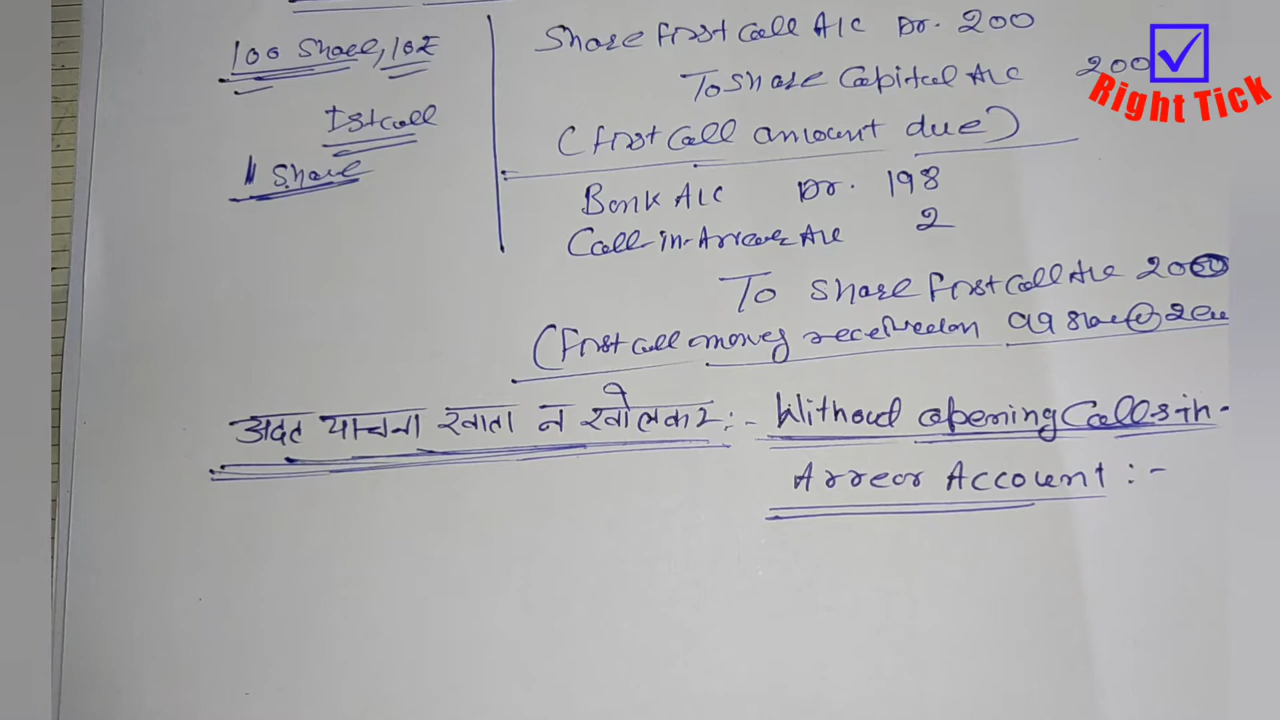 100 Share, 10₹
Ist call
1 Share
Share First Call A/c Dr. 200
To Share Capital A/c 200
(First Call amount due)
Bank A/c Dr. 198
Call-in-Arrear A/c 2
To Share First Call A/c 200
(First call money received on 99 Share @ 2
अदत्त याचना खाता न खोलकर :- Without opening Calls in-
Arrear Account :-
Right Tick